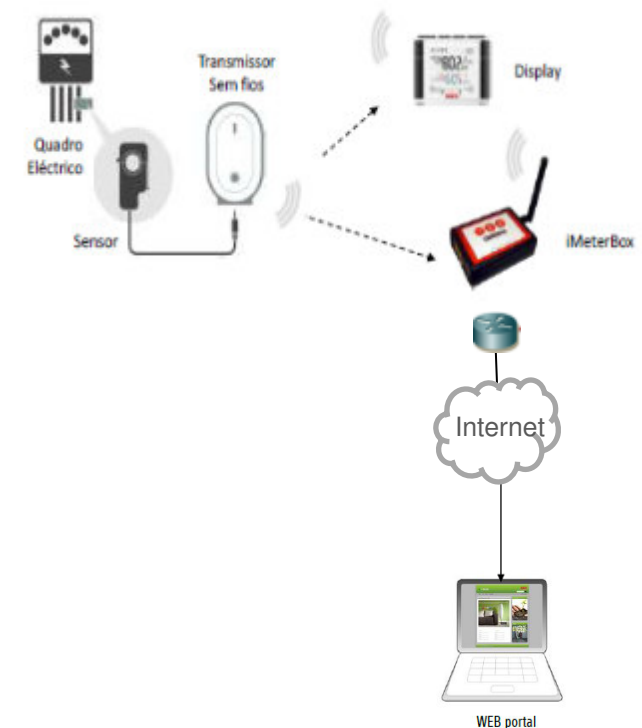 Transmissor
Sem fios
Display
Quadro
Eléctrico
Sensor
iMeterBox
Internet
WEB portal